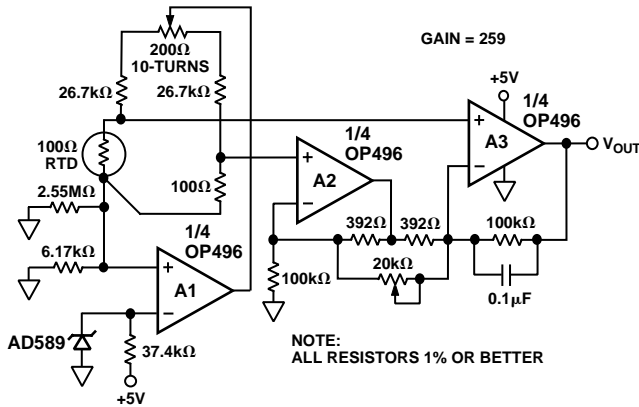 GAIN = 259
200Ω
10-TURNS
26.7kΩ
26.7kΩ
+5V
1/4
OP496
A3
VOUT
100Ω
RTD
1/4
OP496
A2
100Ω
2.55MΩ
1/4
OP496
392Ω
392Ω
100kΩ
6.17kΩ
20kΩ
100kΩ
0.1µF
A1
AD589
37.4kΩ
+5V
NOTE:
ALL RESISTORS 1% OR BETTER